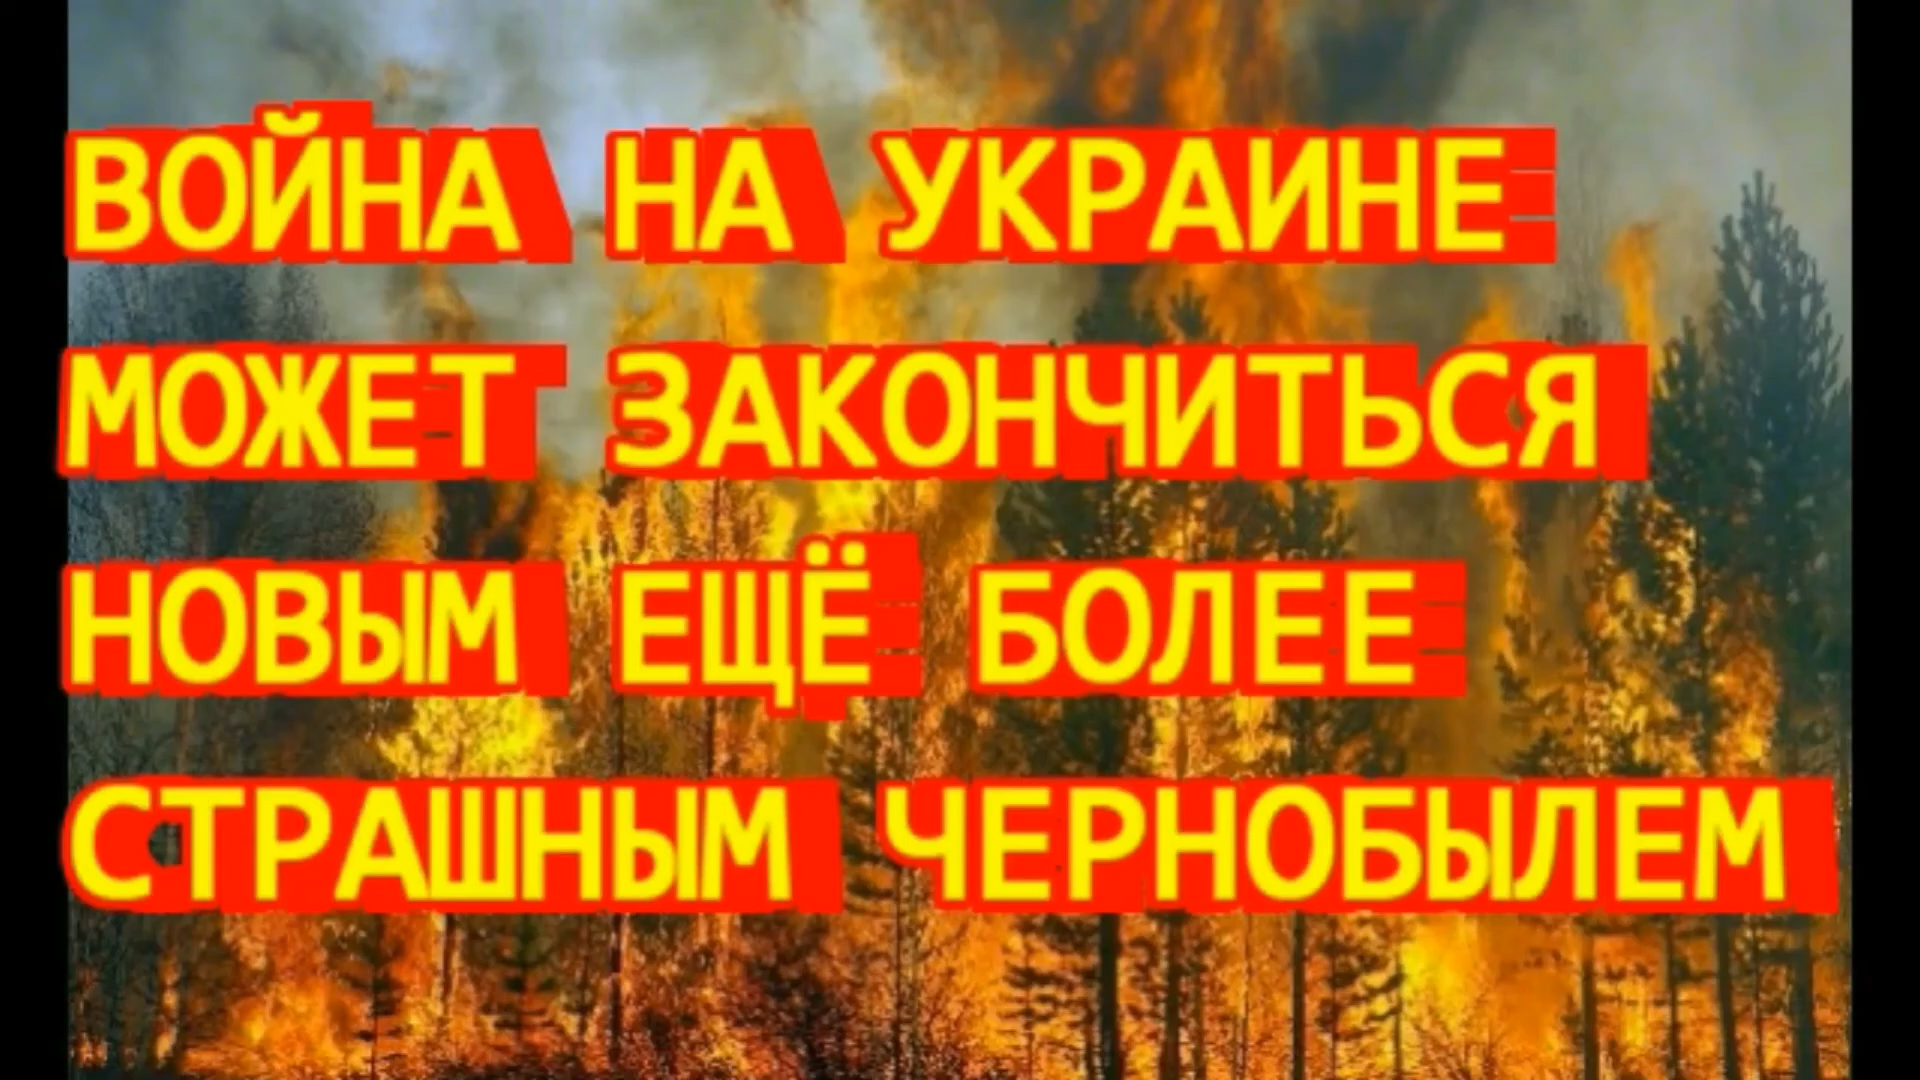 ВОЙНА НА УКРАИНЕ
МОЖЕТ ЗАКОНЧИТЬСЯ
НОВЫМ ЕЩЁ БОЛЕЕ
СТРАШНЫМ ЧЕРНОБЫЛЕМ